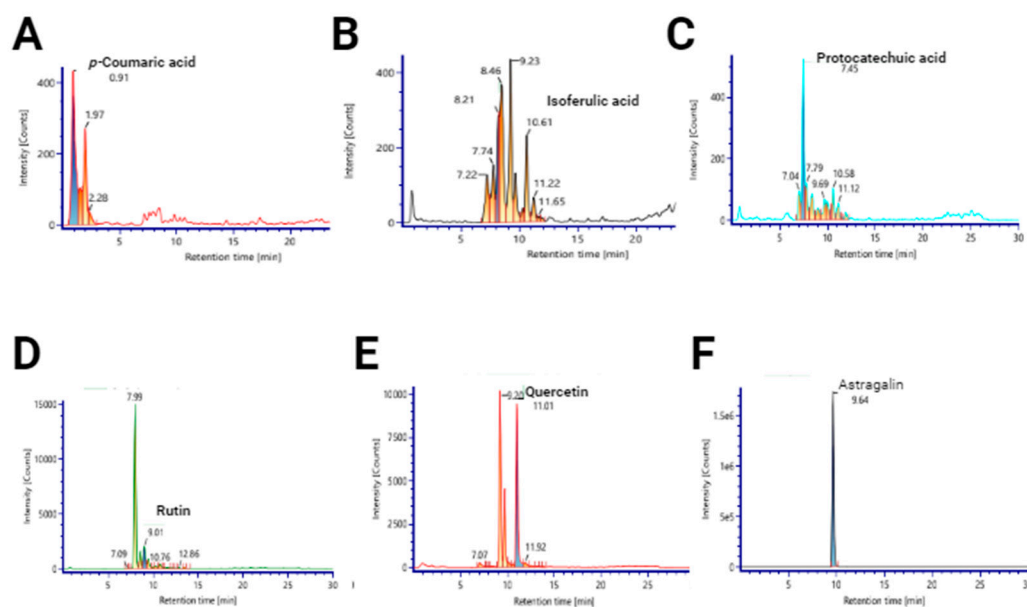 A
p-Coumaric acid
0.91
1.97
2.28
Intensity [Counts]
400
200
0
5 10 15 20
Retention time [min]
B
9.23
8.46
8.21
Isoferulic acid
10.61
7.74
7.22
11.22
11.65
Intensity [Counts]
400
200
0
5 10 15 20
Retention time [min]
C
Protocatechuic acid
7.45
7.79
7.04
9.69
10.58
11.12
Intensity [Counts]
400
200
0
5 10 15 20 25 30
Retention time [min]
D
7.99
Rutin
9.01
7.09
10.76
12.86
Intensity [Counts]
15000
10000
5000
0
5 10 15 20 25 30
Retention time [min]
E
9.20
Quercetin
11.01
7.07
11.92
Intensity [Counts]
10000
7500
5000
2500
0
5 10 15 20 25
Retention time [min]
F
Astragalin
9.64
Intensity [Counts]
1.5e6
1e6
5e5
0
5 10 15 20 25 30
Retention time [min]